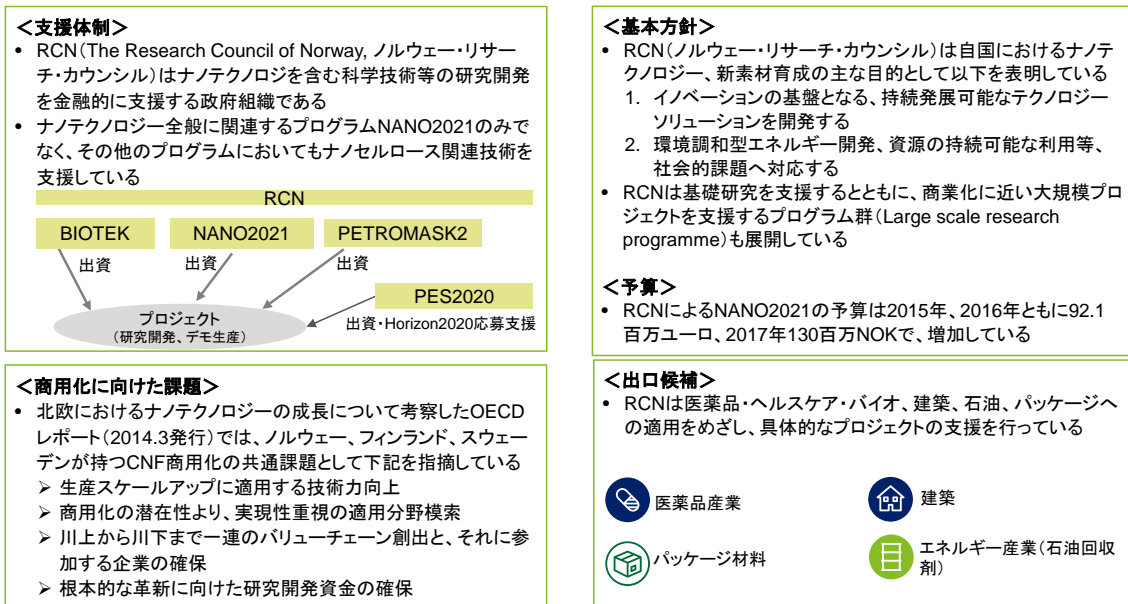 ＜支援体制＞
• RCN（The Research Council of Norway, ノルウェー・リサー
チ・カウンシル）はナノテクノロジを含む科学技術等の研究開発
を金融的に支援する政府組織である
• ナノテクノロジー全般に関連するプログラムNANO2021のみで
なく、その他のプログラムにおいてもナノセルロース関連技術を
支援している
RCN
BIOTEK
NANO2021
PETROMASK2
出資
出資
出資
PES2020
出資・Horizon2020応募支援
プロジェクト
（研究開発、デモ生産）
＜基本方針＞
• RCN（ノルウェー・リサーチ・カウンシル）は自国におけるナノテ
クノロジー、新素材育成の主な目的として以下を表明している
1. イノベーションの基盤となる、持続発展可能なテクノロジー
ソリューションを開発する
2. 環境調和型エネルギー開発、資源の持続可能な利用等、
社会的課題へ対応する
• RCNは基礎研究を支援するとともに、商業化に近い大規模プロ
ジェクトを支援するプログラム群（Large scale research
programme）も展開している
＜予算＞
• RCNによるNANO2021の予算は2015年、2016年ともに92.1
百万ユーロ、2017年130百万NOKで、増加している
＜商用化に向けた課題＞
• 北欧におけるナノテクノロジーの成長について考察したOECD
レポート（2014.3発行）では、ノルウェー、フィンランド、スウェー
デンが持つCNF商用化の共通課題として下記を指摘している
➢ 生産スケールアップに適用する技術力向上
➢ 商用化の潜在性より、実現性重視の適用分野模索
➢ 川上から川下まで一連のバリューチェーン創出と、それに参
加する企業の確保
➢ 根本的な革新に向けた研究開発資金の確保
＜出口候補＞
• RCNは医薬品・ヘルスケア・バイオ、建築、石油、パッケージへ
の適用をめざし、具体的なプロジェクトの支援を行っている
医薬品産業
建築
パッケージ材料
エネルギー産業（石油回収
剤）